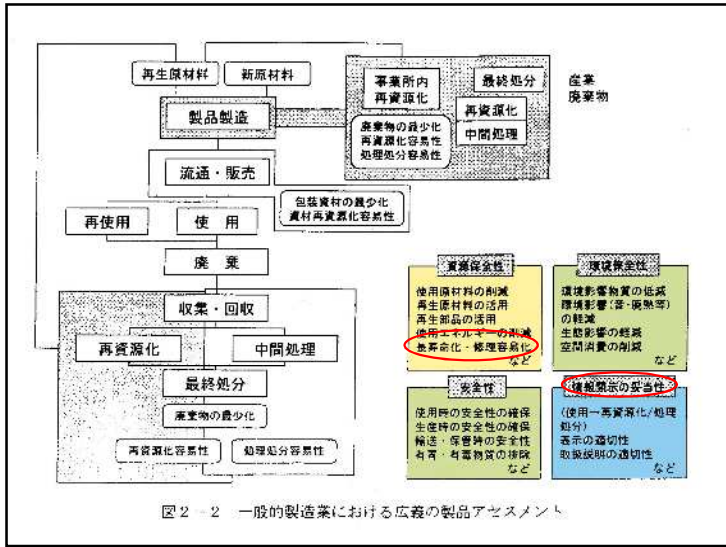 再生原材料
新原材料
製品製造
事業所内
再資源化
最終処分
再資源化
中間処理
廃棄物の最少化
再資源化容易性
処理処分容易性
産業
廃棄物
流通・販売
包装資材の最少化
資材再資源化容易性
再使用
使用
廃棄
収集・回収
再資源化
中間処理
最終処分
廃棄物の最少化
再資源化容易性
処理処分容易性
資源保全性
使用原材料の削減
再生原材料の活用
再生部品の活用
使用エネルギーの削減
長寿命化・修理容易化
など
環境保全性
環境影響物質の低減
環境影響(音・廃熱等)
の軽減
生態影響の軽減
空間消費の削減
など
安全性
使用時の安全性の確保
生産時の安全性の確保
輸送・保管時の安全性
有害・有毒物質の排除
など
情報開示の妥当性
(使用ー再資源化/処理
処分)
表示の適切性
取扱説明の適切性
など
図2-2 一般的製造業における広義の製品アセスメント